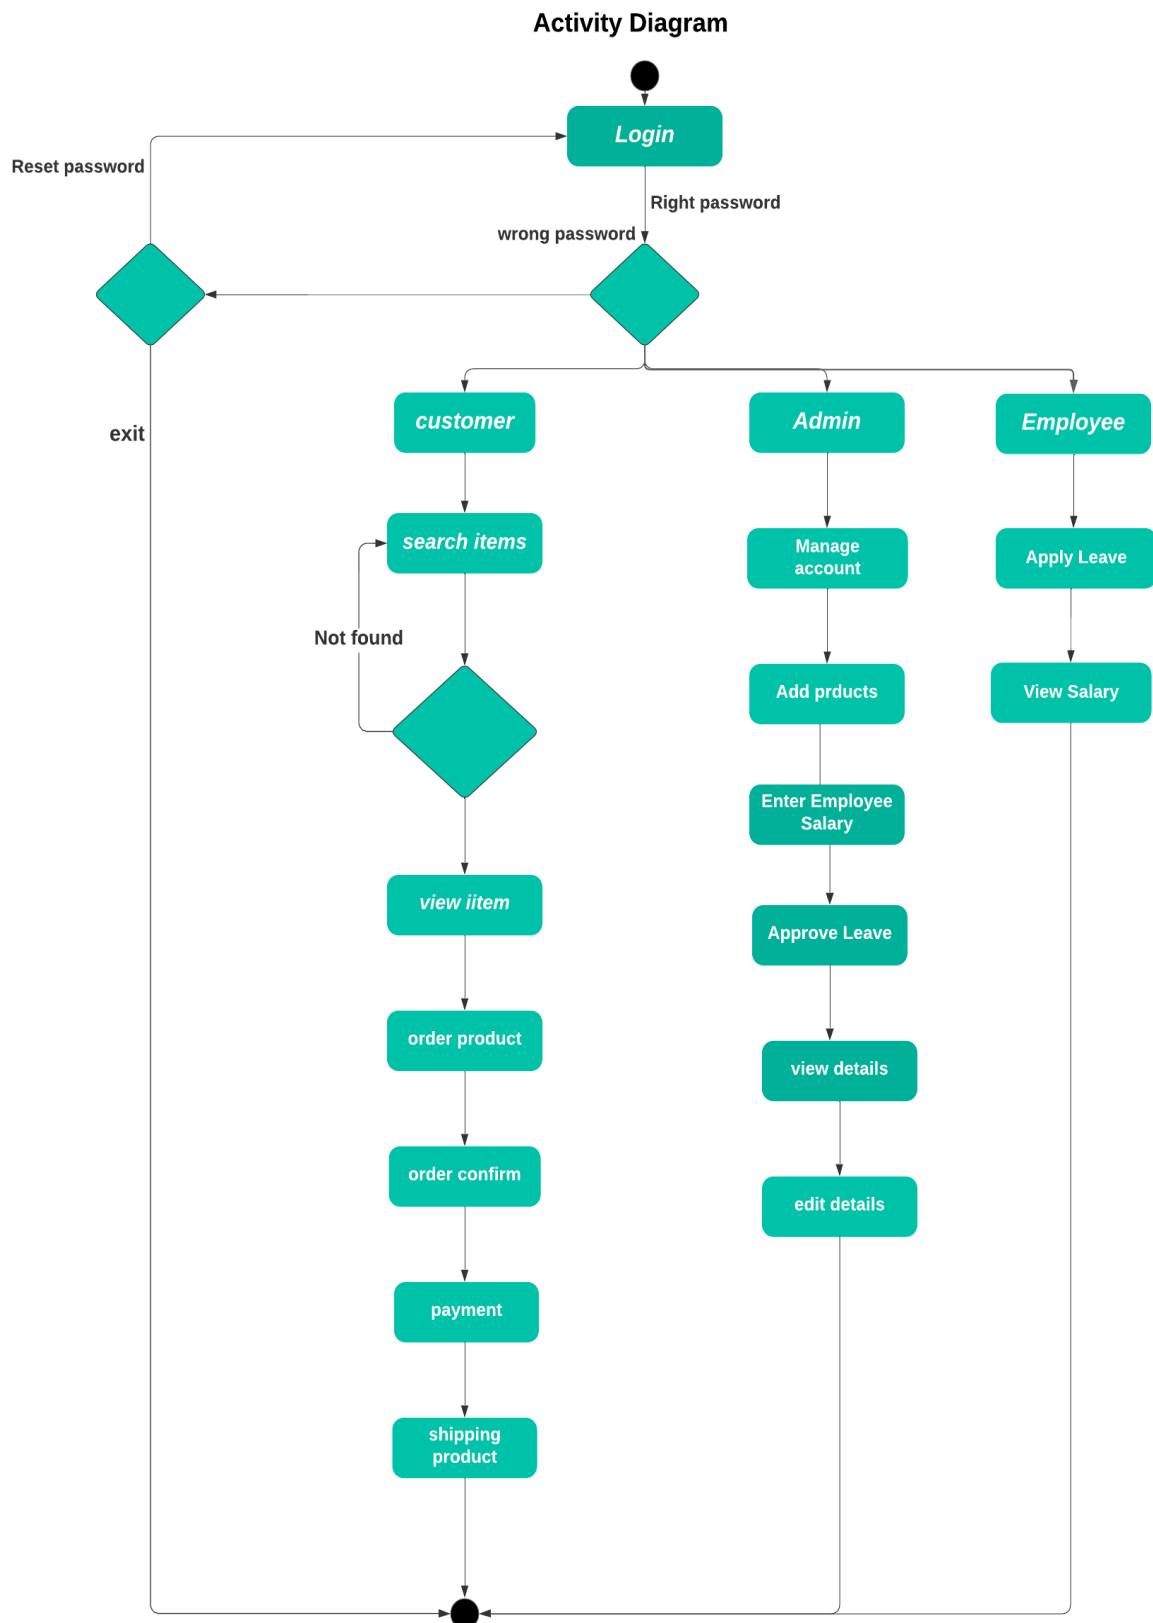 Activity Diagram
Login
Reset password
Right password
wrong password
exit
customer
Admin
Employee
search items
Manage
account
Apply Leave
Not found
Add prducts
View Salary
Enter Employee
Salary
view iitem
Approve Leave
order product
view details
order confirm
edit details
payment
shipping
product